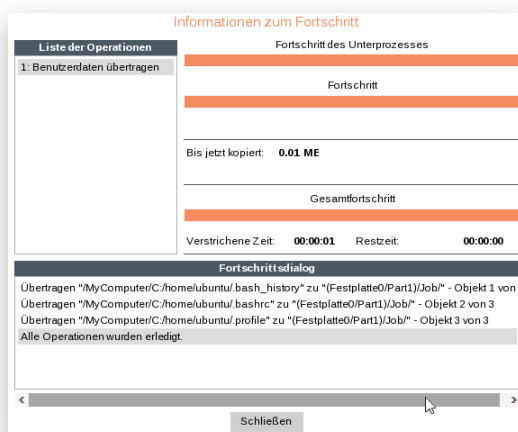 Informationen zum Fortschritt
Liste der Operationen
1: Benutzerdaten übertragen
Fortschritt des Unterprozesses
Fortschritt
Bis jetzt kopiert: 0.01 ME
Gesamtfortschritt
Verstrichene Zeit: 00:00:01 Restzeit: 00:00:00
Fortschrittsdialog
Übertragen "/MyComputer/C:/home/ubuntu/.bash_history" zu "(Festplatte0/Part1)/Job/" - Objekt 1 von
Übertragen "/MyComputer/C:/home/ubuntu/.bashrc" zu "(Festplatte0/Part1)/Job/" - Objekt 2 von 3
Übertragen "/MyComputer/C:/home/ubuntu/.profile" zu "(Festplatte0/Part1)/Job/" - Objekt 3 von 3
Alle Operationen wurden erledigt.
Schließen